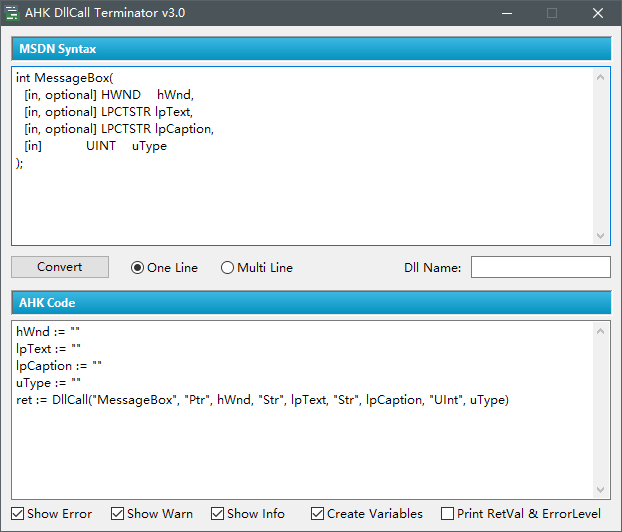 AHK DllCall Terminator v3.0
MSDN Syntax
int MessageBox(
[in, optional] HWND hWnd,
[in, optional] LPCTSTR lpText,
[in, optional] LPCTSTR lpCaption,
[in] UINT uType
);
Convert One Line Multi Line Dll Name:
AHK Code
hWnd := ""
lpText := ""
lpCaption := ""
uType := ""
ret := DllCall("MessageBox", "Ptr", hWnd, "Str", lpText, "Str", lpCaption, "UInt", uType)
Show Error Show Warn Show Info Create Variables Print RetVal & ErrorLevel